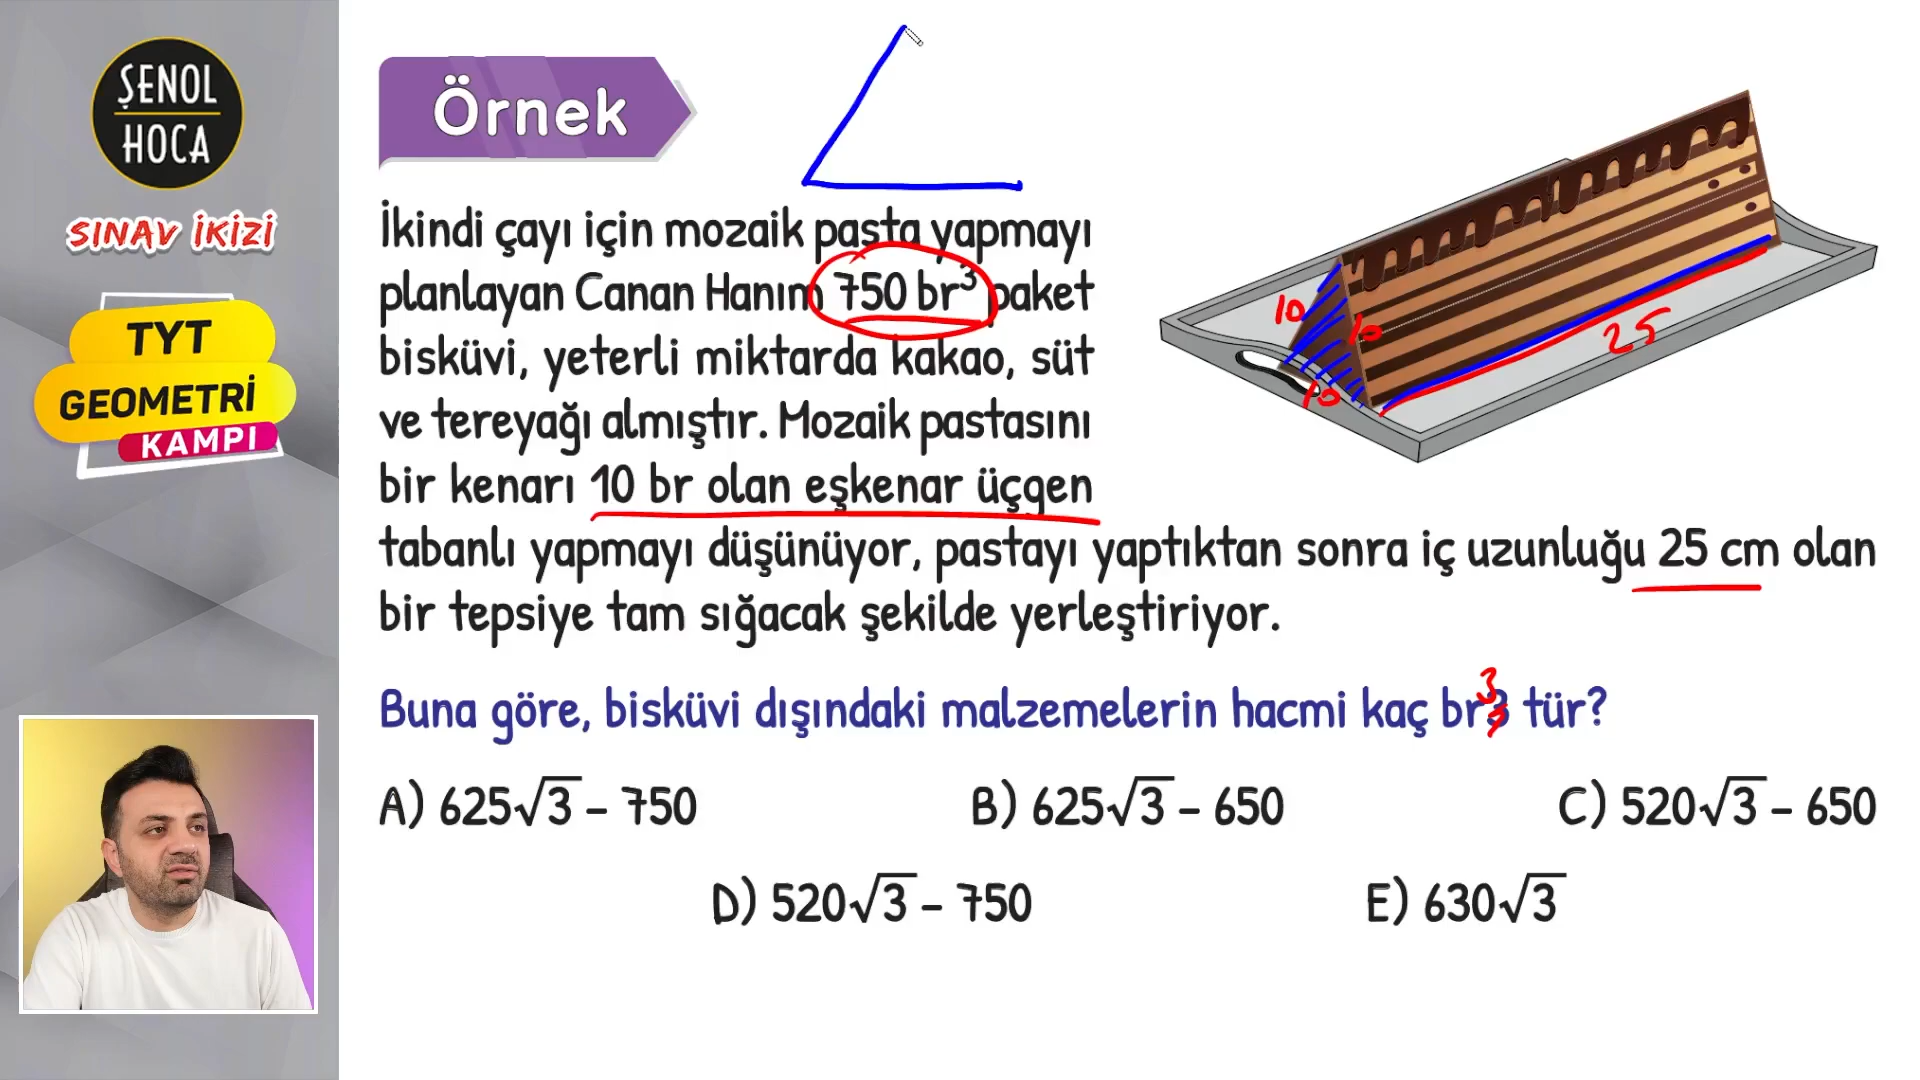 ŞENOL
HOCA
SINAV İKİZİ
TYT
GEOMETRİ
KAMPI
Örnek
İkindi çayı için mozaik pasta yapmayı
planlayan Canan Hanım 750 br³ paket
bisküvi, yeterli miktarda kakao, süt
ve tereyağı almıştır. Mozaik pastasını
bir kenarı 10 br olan eşkenar üçgen
tabanlı yapmayı düşünüyor, pastayı yaptıktan sonra iç uzunluğu 25 cm olan
bir tepsiye tam sığacak şekilde yerleştiriyor.
10
10
10
25
Buna göre, bisküvi dışındaki malzemelerin hacmi kaç br³ tür?
A) 625√3 – 750
B) 625√3 – 650
C) 520√3 – 650
D) 520√3 – 750
E) 630√3